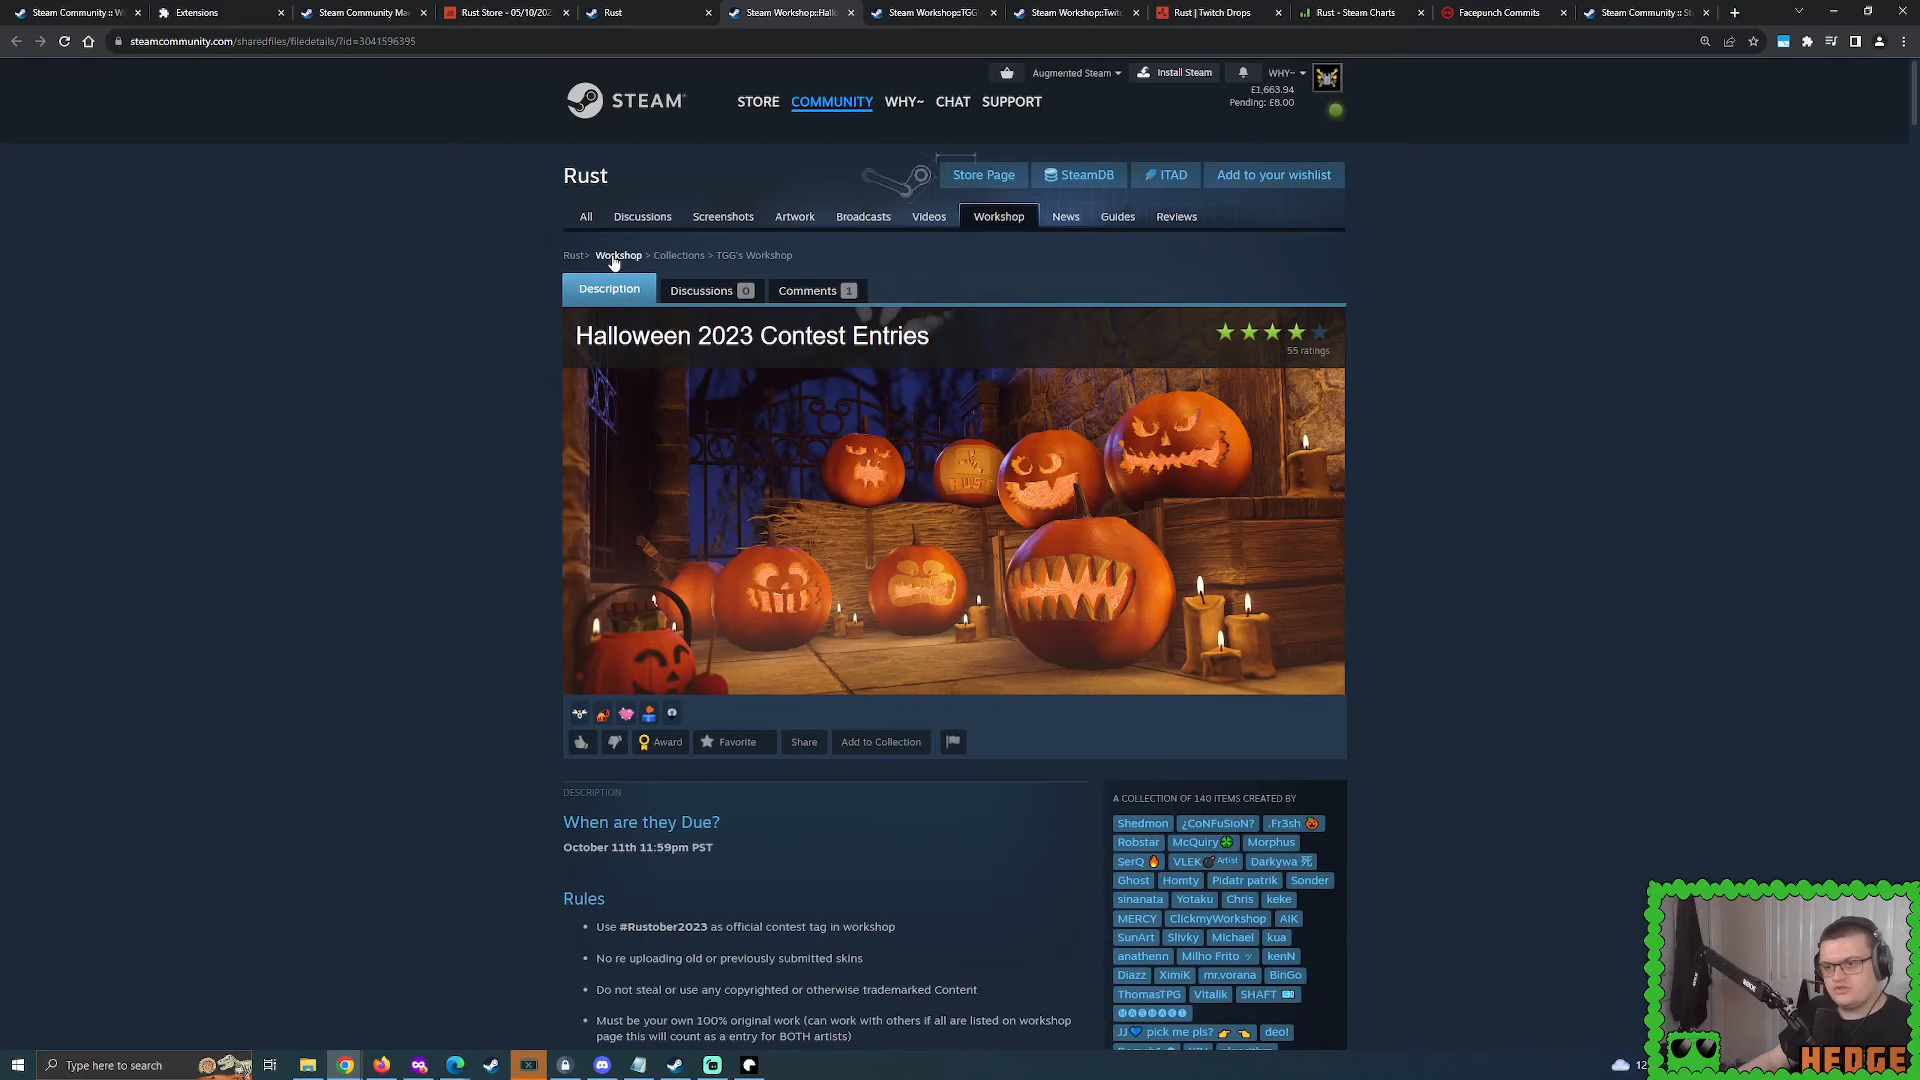 Steam Community :: W
Extensions
Steam Community Ma
Rust Store - 05/10/202
Rust
Steam Workshop::Hallo
Steam Workshop::TGG'
Steam Workshop::Twitc
Rust | Twitch Drops
Rust - Steam Charts
Facepunch Commits
Steam Community :: St
steamcommunity.com/sharedfiles/filedetails/?id=3041596395
Augmented Steam
Install Steam
WHY~
£1,663.94
Pending: £8.00
STEAM
STORE COMMUNITY WHY~ CHAT SUPPORT
Rust
Store Page
SteamDB
ITAD
Add to your wishlist
All Discussions Screenshots Artwork Broadcasts Videos Workshop News Guides Reviews
Rust> Workshop > Collections > TGG's Workshop
Description
Discussions 0
Comments 1
Halloween 2023 Contest Entries
55 ratings
RUST
Award
Favorite
Share
Add to Collection
DESCRIPTION
When are they Due?
October 11th 11:59pm PST
Rules
Use #Rustober2023 as official contest tag in workshop
No re uploading old or previously submitted skins
Do not steal or use any copyrighted or otherwise trademarked Content
Must be your own 100% original work (can work with others if all are listed on workshop
page this will count as a entry for BOTH artists)
A COLLECTION OF 140 ITEMS CREATED BY
Shedmon ¿CoNFuSioN? .Fr3sh
Robstar McQuiry Morphus
SerQ VLEK Artist Darkywa 死
Ghost Homty Pidatr patrik Sonder
sinanata Yotaku Chris keke
MERCY ClickmyWorkshop AIK
SunArt Slivky Michael kua
anathenn Milho Frito ッ kenN
Diazz XimiK mr.vorana BinGo
ThomasTPG Vitalik SHAFT
JJ pick me pls? deo!
Type here to search
12
HEDGE